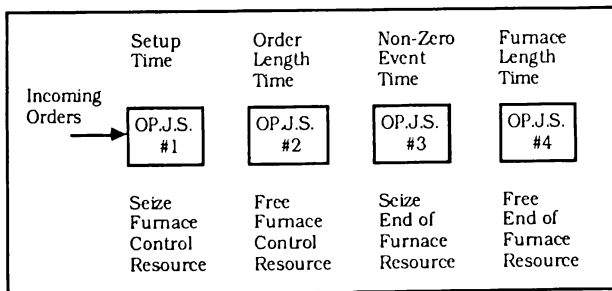 Setup
Time
Order
Length
Time
Non-Zero
Event
Time
Furnace
Length
Time
Incoming
Orders
OP.J.S.
#1
OP.J.S.
#2
OP.J.S.
#3
OP.J.S.
#4
Seize
Furnace
Control
Resource
Free
Furnace
Control
Resource
Scize
End of
Furnace
Resource
Free
End of
Furnace
Resource